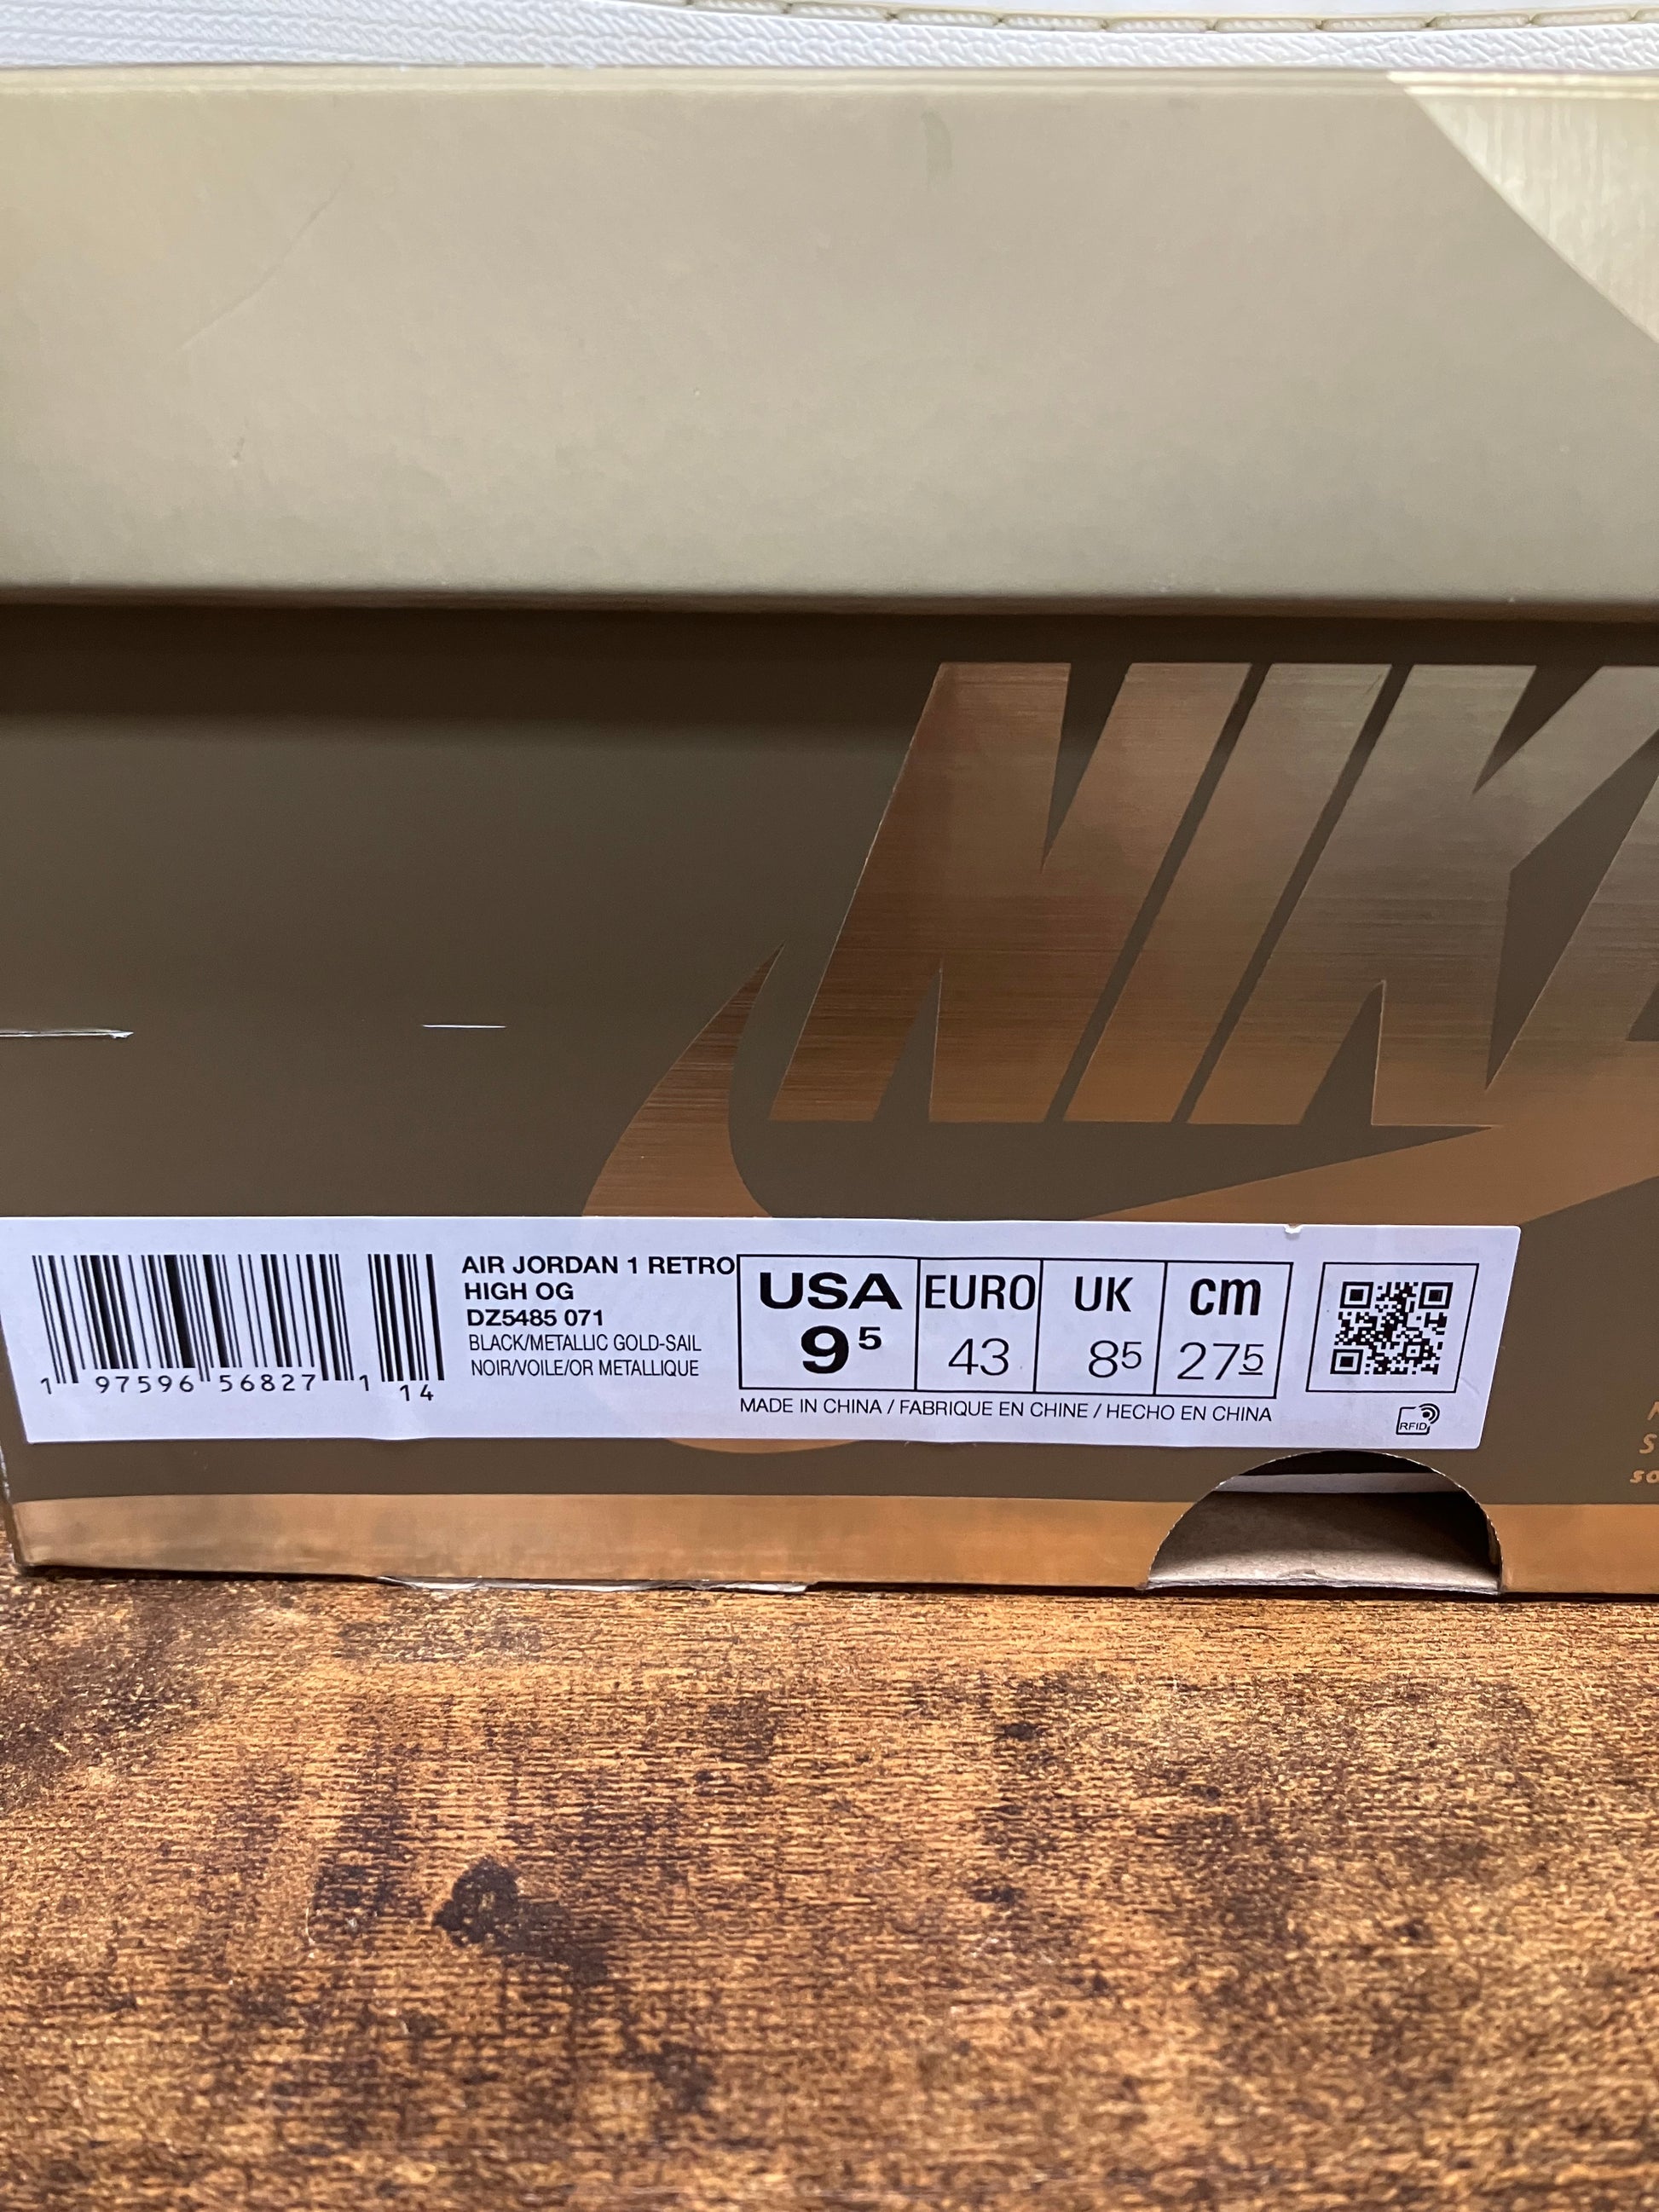 NIK
AIR JORDAN 1 RETRO
HIGH OG
DZ5485 071
BLACK/METALLIC GOLD-SAIL
NOIR/VOILE/OR METALLIQUE
1 97596 56827 1 14
USA EURO UK cm
9 5 43 8 5 27 5
MADE IN CHINA / FABRIQUE EN CHINE / HECHO EN CHINA
RFID